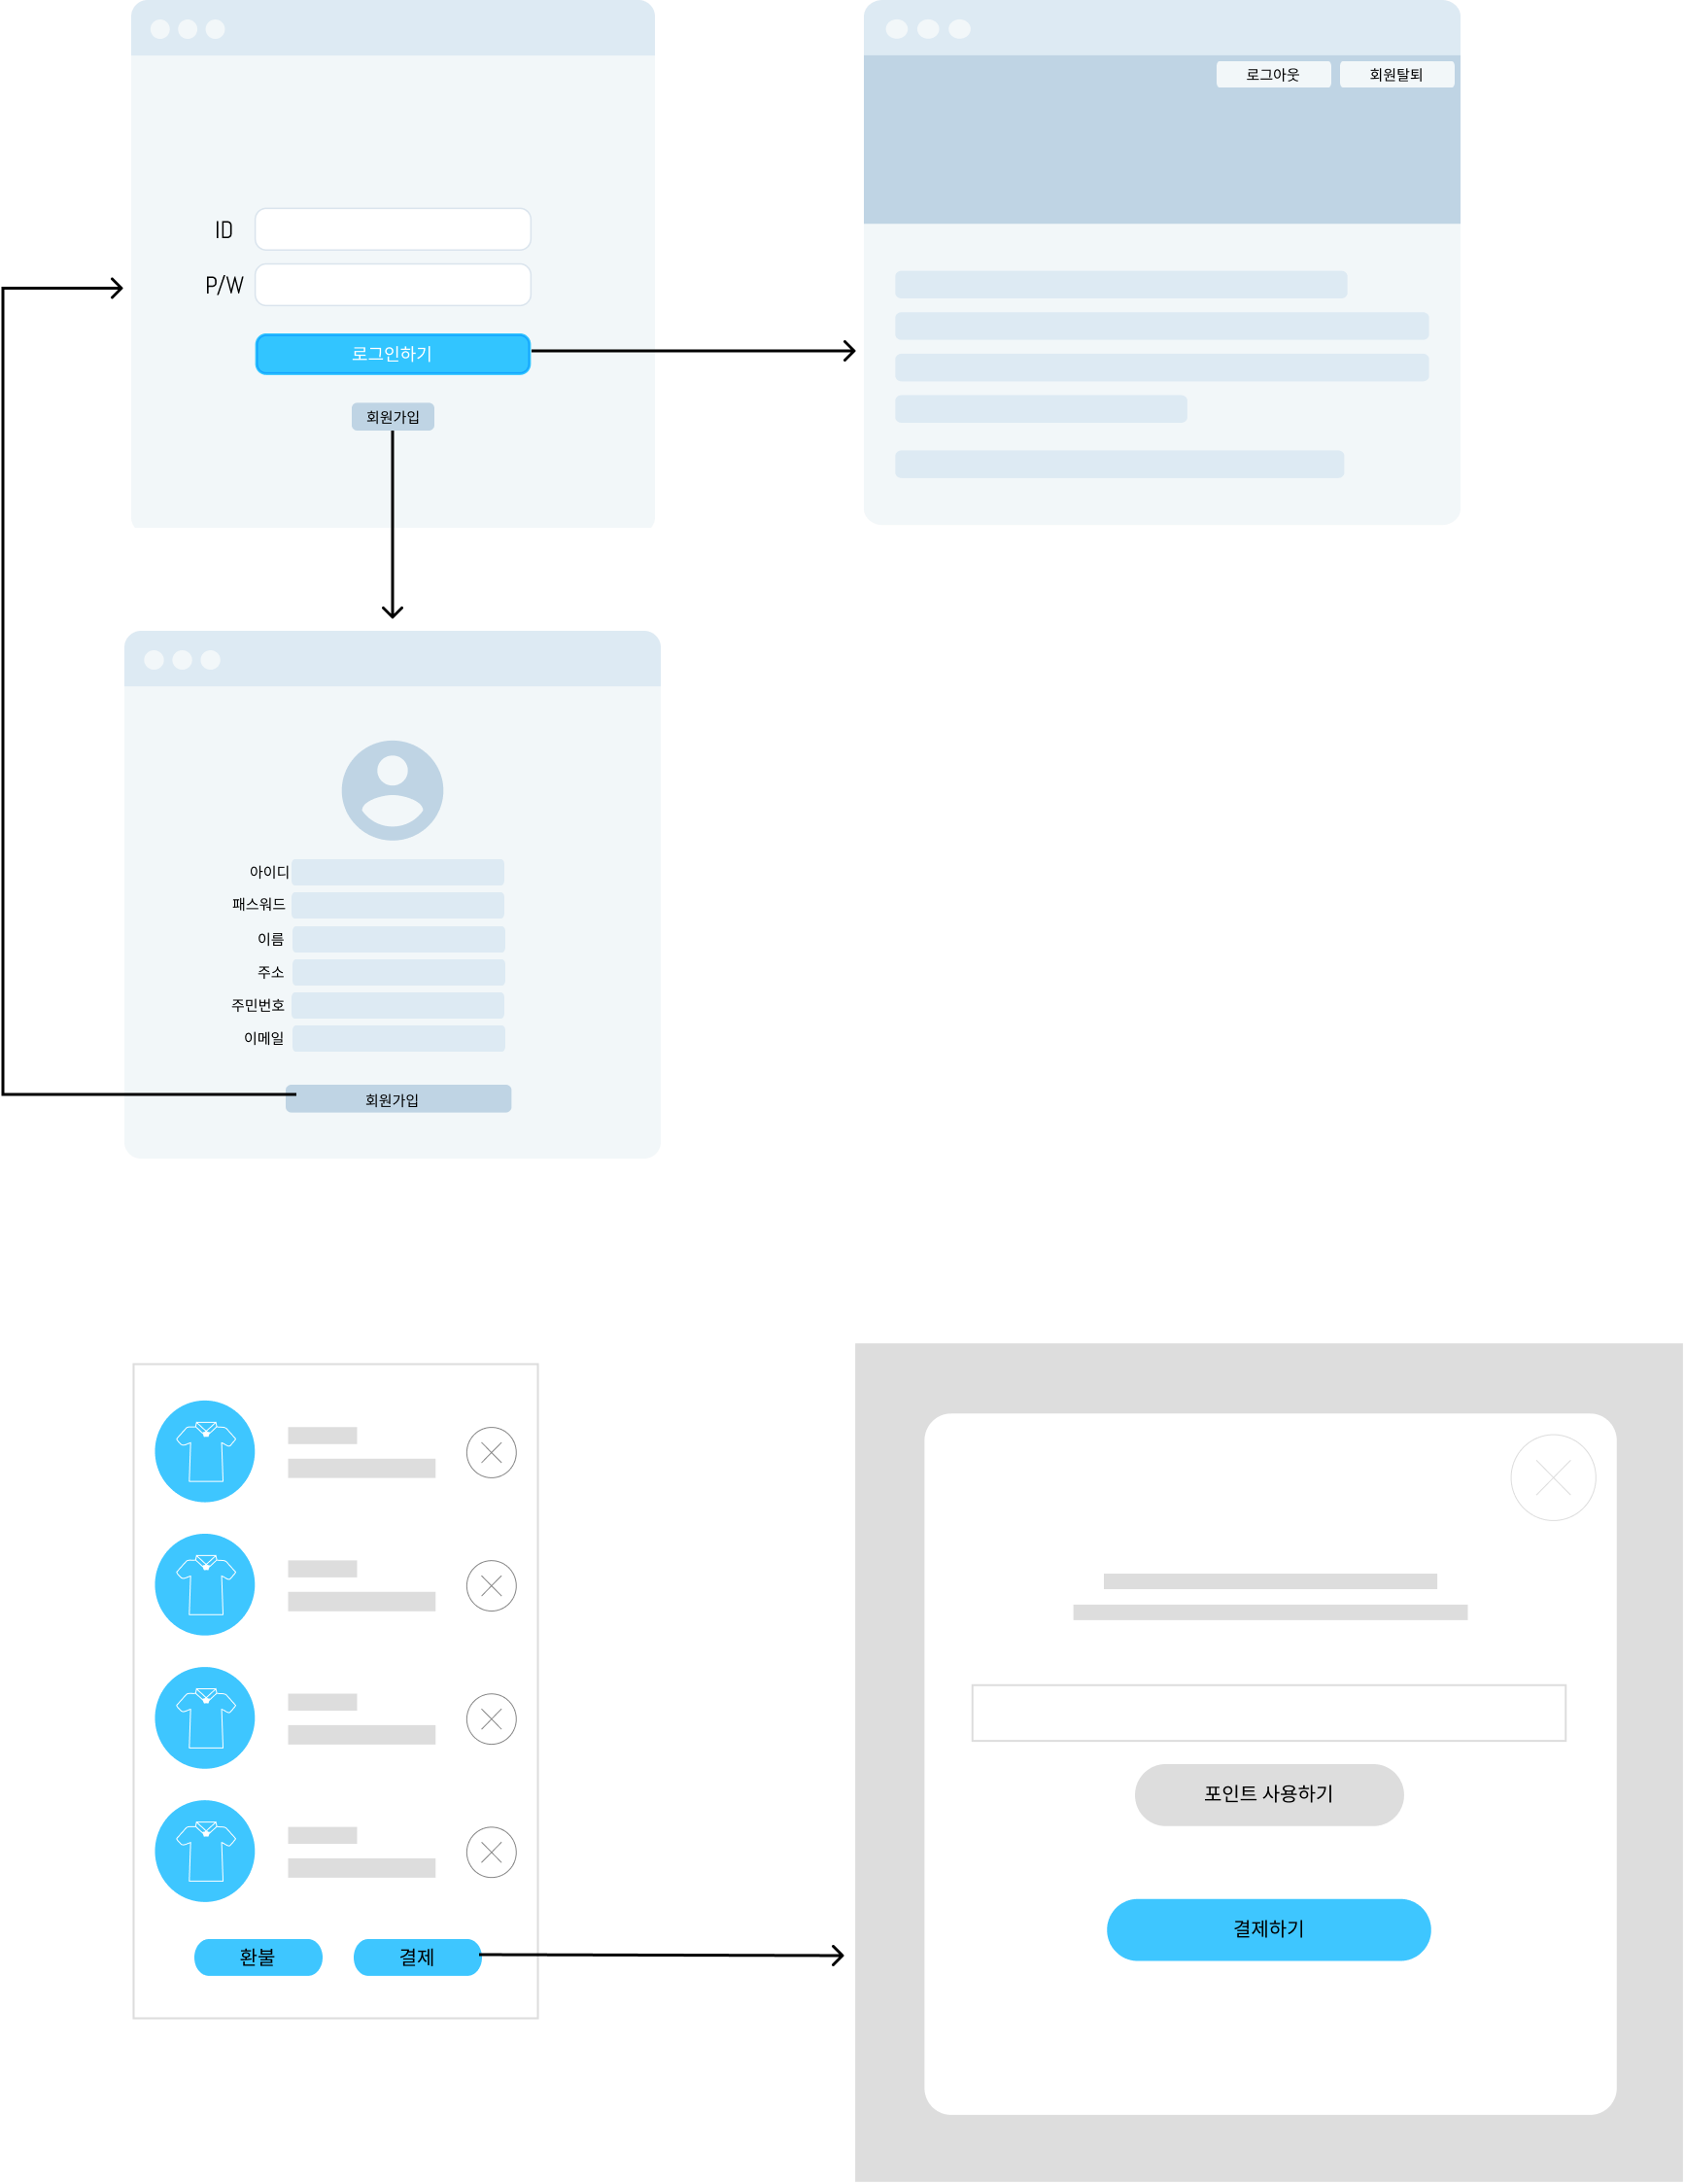 로그아웃 회원탈퇴
ID
P/W
로그인하기
회원가입
아이디
패스워드
이름
주소
주민번호
이메일
회원가입
환불 결제
포인트 사용하기
결제하기